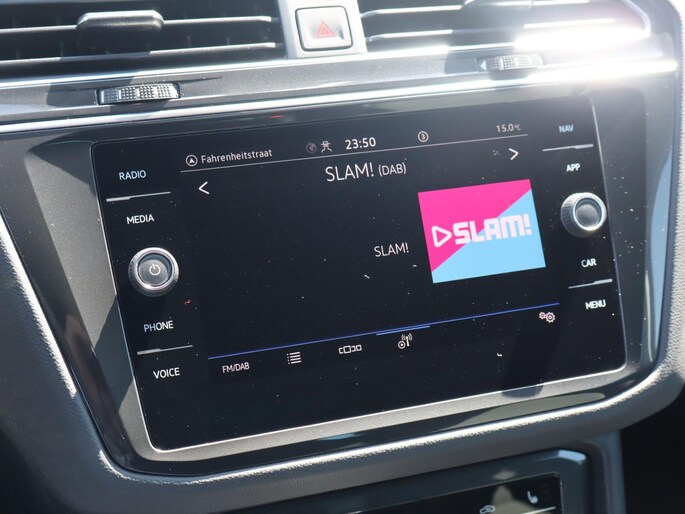 RADIO
MEDIA
PHONE
VOICE
Fahrenheitstraat
23:50
3
15.0°C
SLAM! (DAB)
SLAM!
SLAM!
FM/DAB
NAV
APP
CAR
MENU